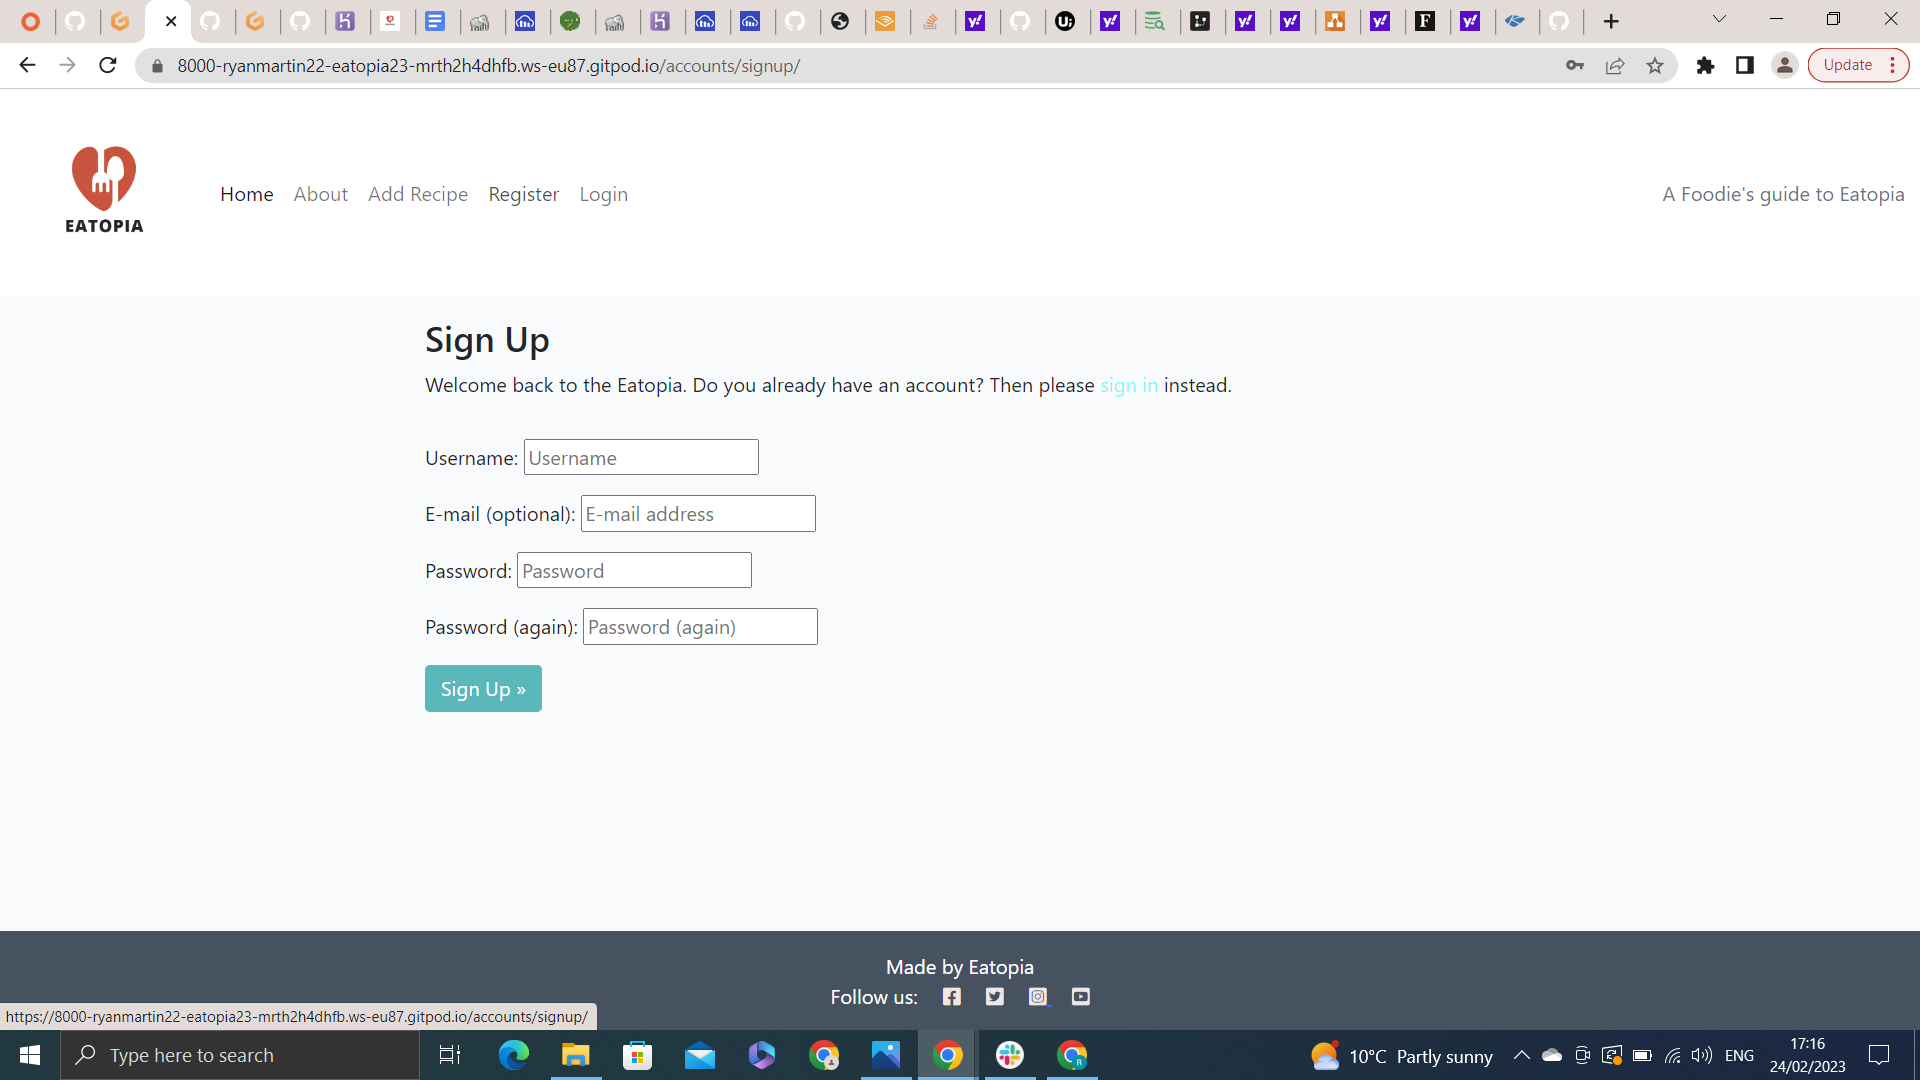 8000-ryanmartin22-eatopia23-mrth2h4dhfb.ws-eu87.gitpod.io/accounts/signup/
Update
EATOPIA
Home About Add Recipe Register Login
A Foodie's guide to Eatopia
Sign Up
Welcome back to the Eatopia. Do you already have an account? Then please sign in instead.
Username: Username
E-mail (optional): E-mail address
Password: Password
Password (again): Password (again)
Sign Up »
Made by Eatopia
Follow us:
https://8000-ryanmartin22-eatopia23-mrth2h4dhfb.ws-eu87.gitpod.io/accounts/signup/
Type here to search
10°C Partly sunny
ENG
17:16
24/02/2023